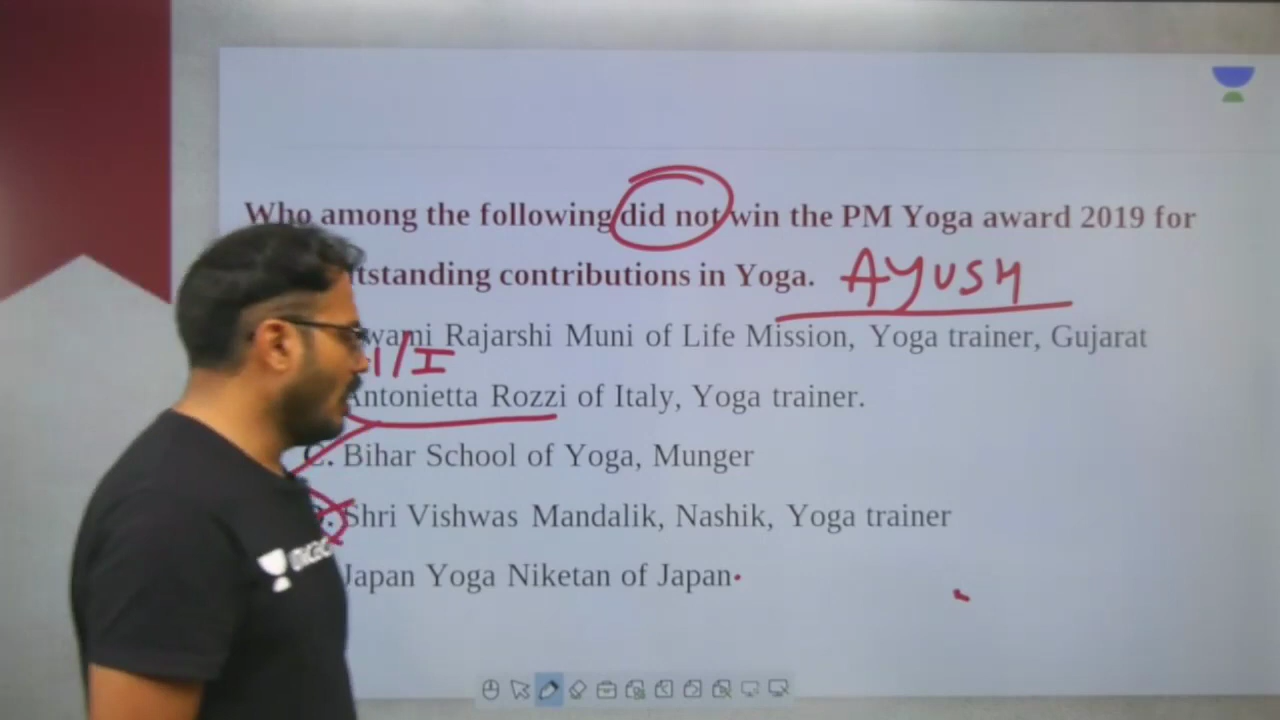 Who among the following did not win the PM Yoga award 2019 for
tstanding contributions in Yoga. AYUSH
wami Rajarshi Muni of Life Mission, Yoga trainer, Gujarat
I/I
Antonietta Rozzi of Italy, Yoga trainer.
C. Bihar School of Yoga, Munger
Shri Vishwas Mandalik, Nashik, Yoga trainer
Japan Yoga Niketan of Japan